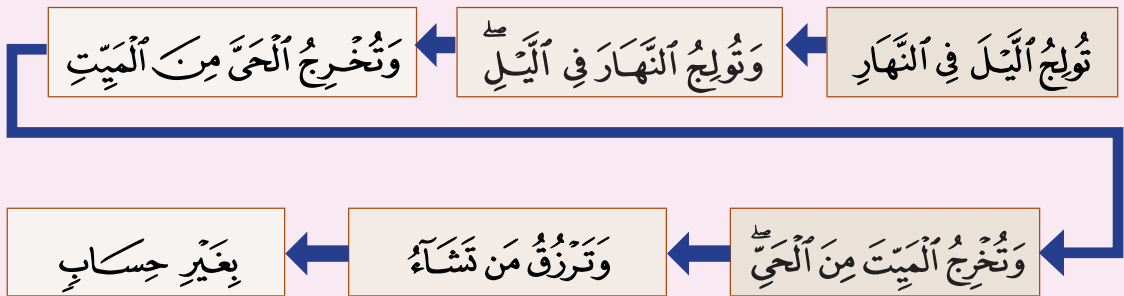 تُولِجُ ٱلَّيْلَ فِى ٱلنَّهَارِ
وَتُولِجُ ٱلنَّهَارَ فِى ٱلَّيْلِ ۖ
وَتُخْرِجُ ٱلْحَىَّ مِنَ ٱلْمَيِّتِ
وَتُخْرِجُ ٱلْمَيِّتَ مِنَ ٱلْحَىِّ ۖ
وَتَرْزُقُ مَن تَشَآءُ
بِغَيْرِ حِسَابٍ